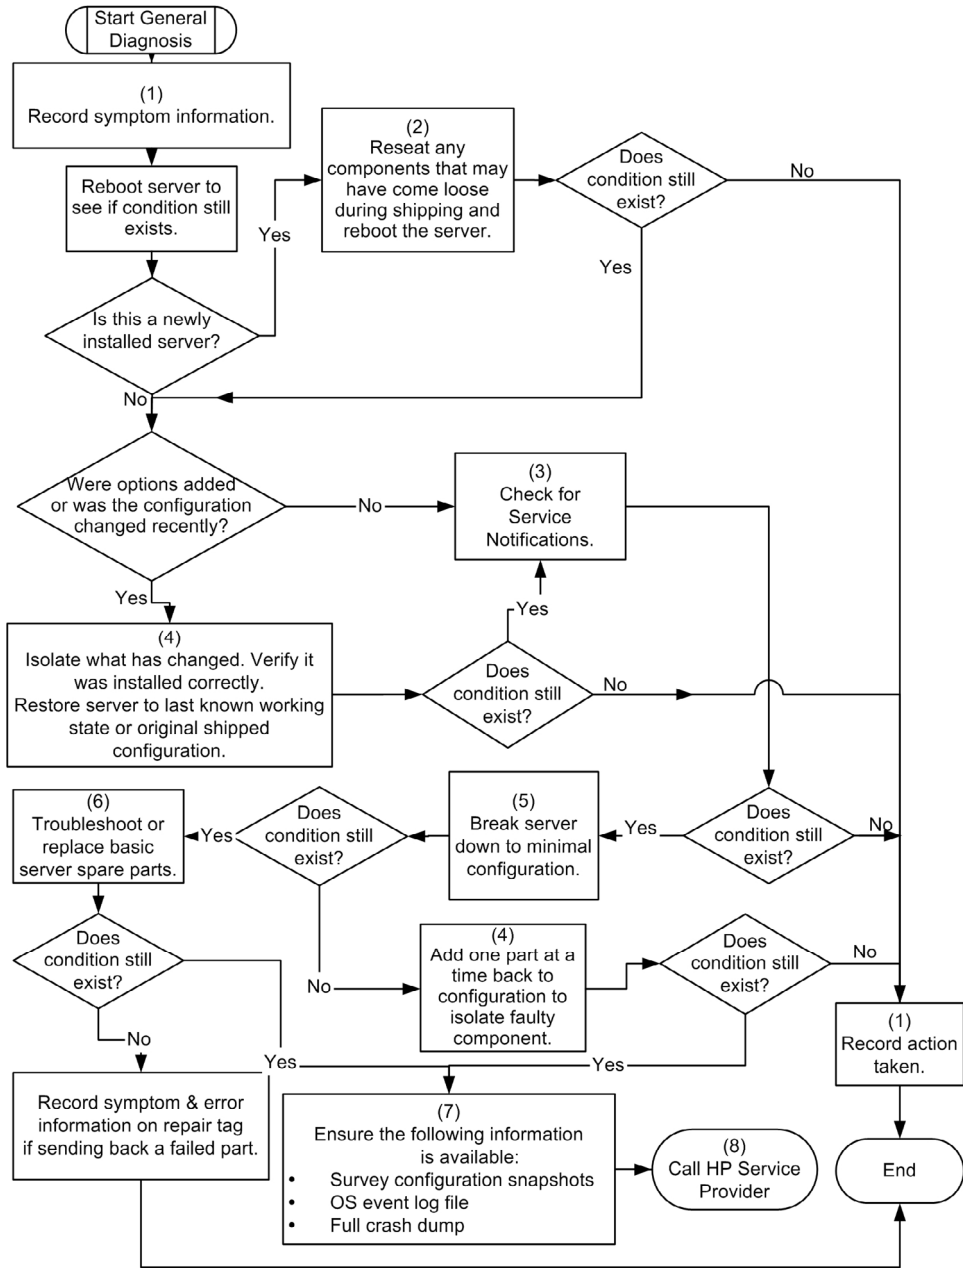 Start General
Diagnosis
(1)
Record symptom information.
Reboot server to
see if condition still
exists.
Is this a newly
installed server?
Yes
(2)
Reseat any
components that may
have come loose
during shipping and
reboot the server.
Does
condition still
exist?
No
Yes
No
Were options added
or was the configuration
changed recently?
No
(3)
Check for
Service
Notifications.
Yes
(4)
Isolate what has changed. Verify it
was installed correctly.
Restore server to last known working
state or original shipped
configuration.
Does
condition still
exist?
Yes
No
Does
condition still
exist?
No
Yes
(5)
Break server
down to minimal
configuration.
Does
condition still
exist?
Yes
(6)
Troubleshoot or
replace basic
server spare parts.
No
(4)
Add one part at a
time back to
configuration to
isolate faulty
component.
Does
condition still
exist?
No
Yes
Does
condition still
exist?
Yes
No
Record symptom & error
information on repair tag
if sending back a failed part.
(7)
Ensure the following information
is available:
• Survey configuration snapshots
• OS event log file
• Full crash dump
(8)
Call HP Service
Provider
(1)
Record action
taken.
End